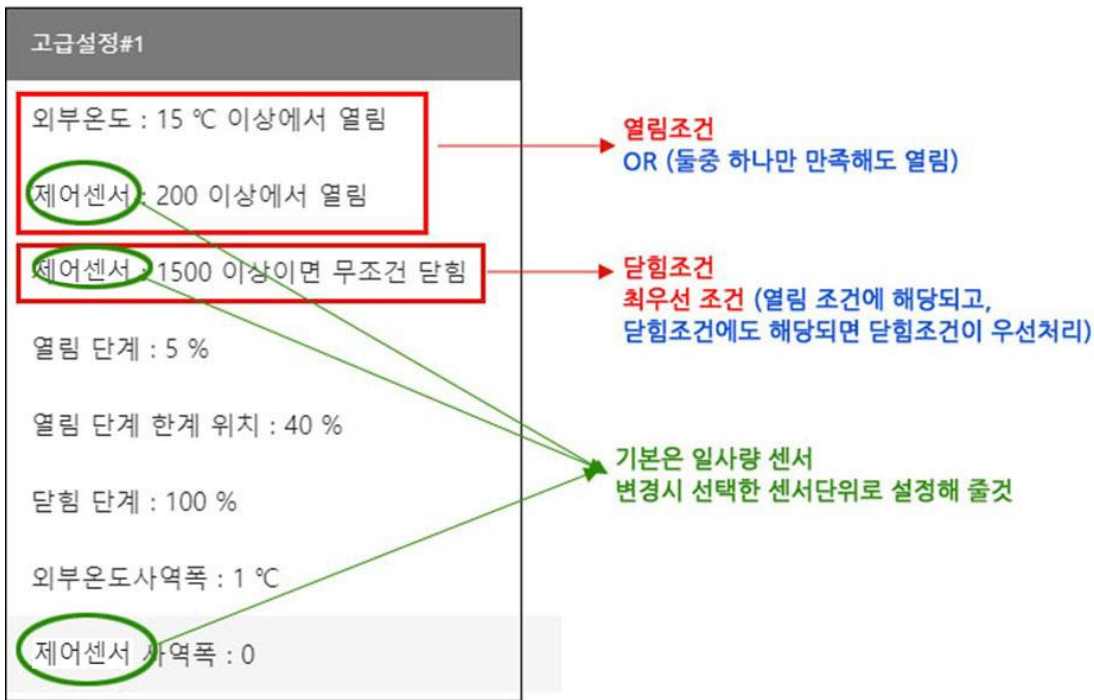 고급설정#1
외부온도 : 15 ℃ 이상에서 열림
제어센서 : 200 이상에서 열림
제어센서 : 1500 이상이면 무조건 닫힘
열림 단계 : 5 %
열림 단계 한계 위치 : 40 %
닫힘 단계 : 100 %
외부온도사역폭 : 1 ℃
제어센서 사역폭 : 0
열림조건
OR (둘중 하나만 만족해도 열림)
닫힘조건
최우선 조건 (열림 조건에 해당되고,
닫힘조건에도 해당되면 닫힘조건이 우선처리)
기본은 일사량 센서
변경시 선택한 센서단위로 설정해 줄것